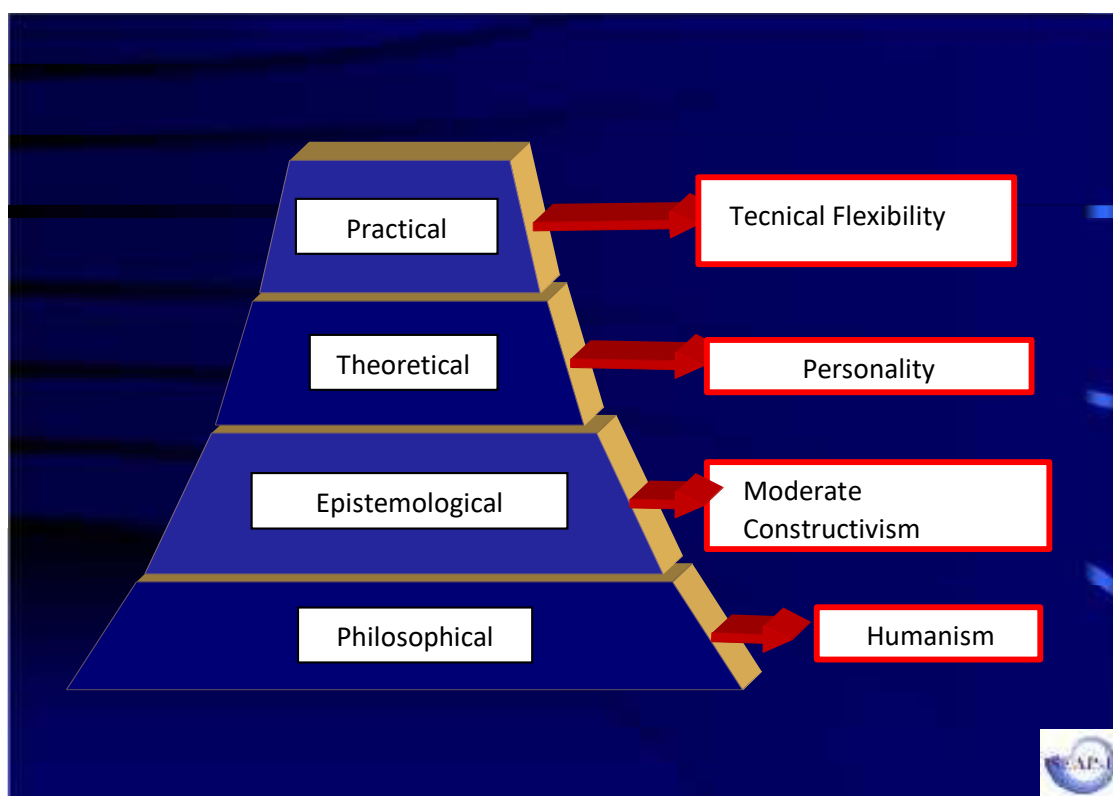 Practical
Tecnical Flexibility
Theoretical
Personality
Epistemological
Moderate
Constructivism
Philosophical
Humanism